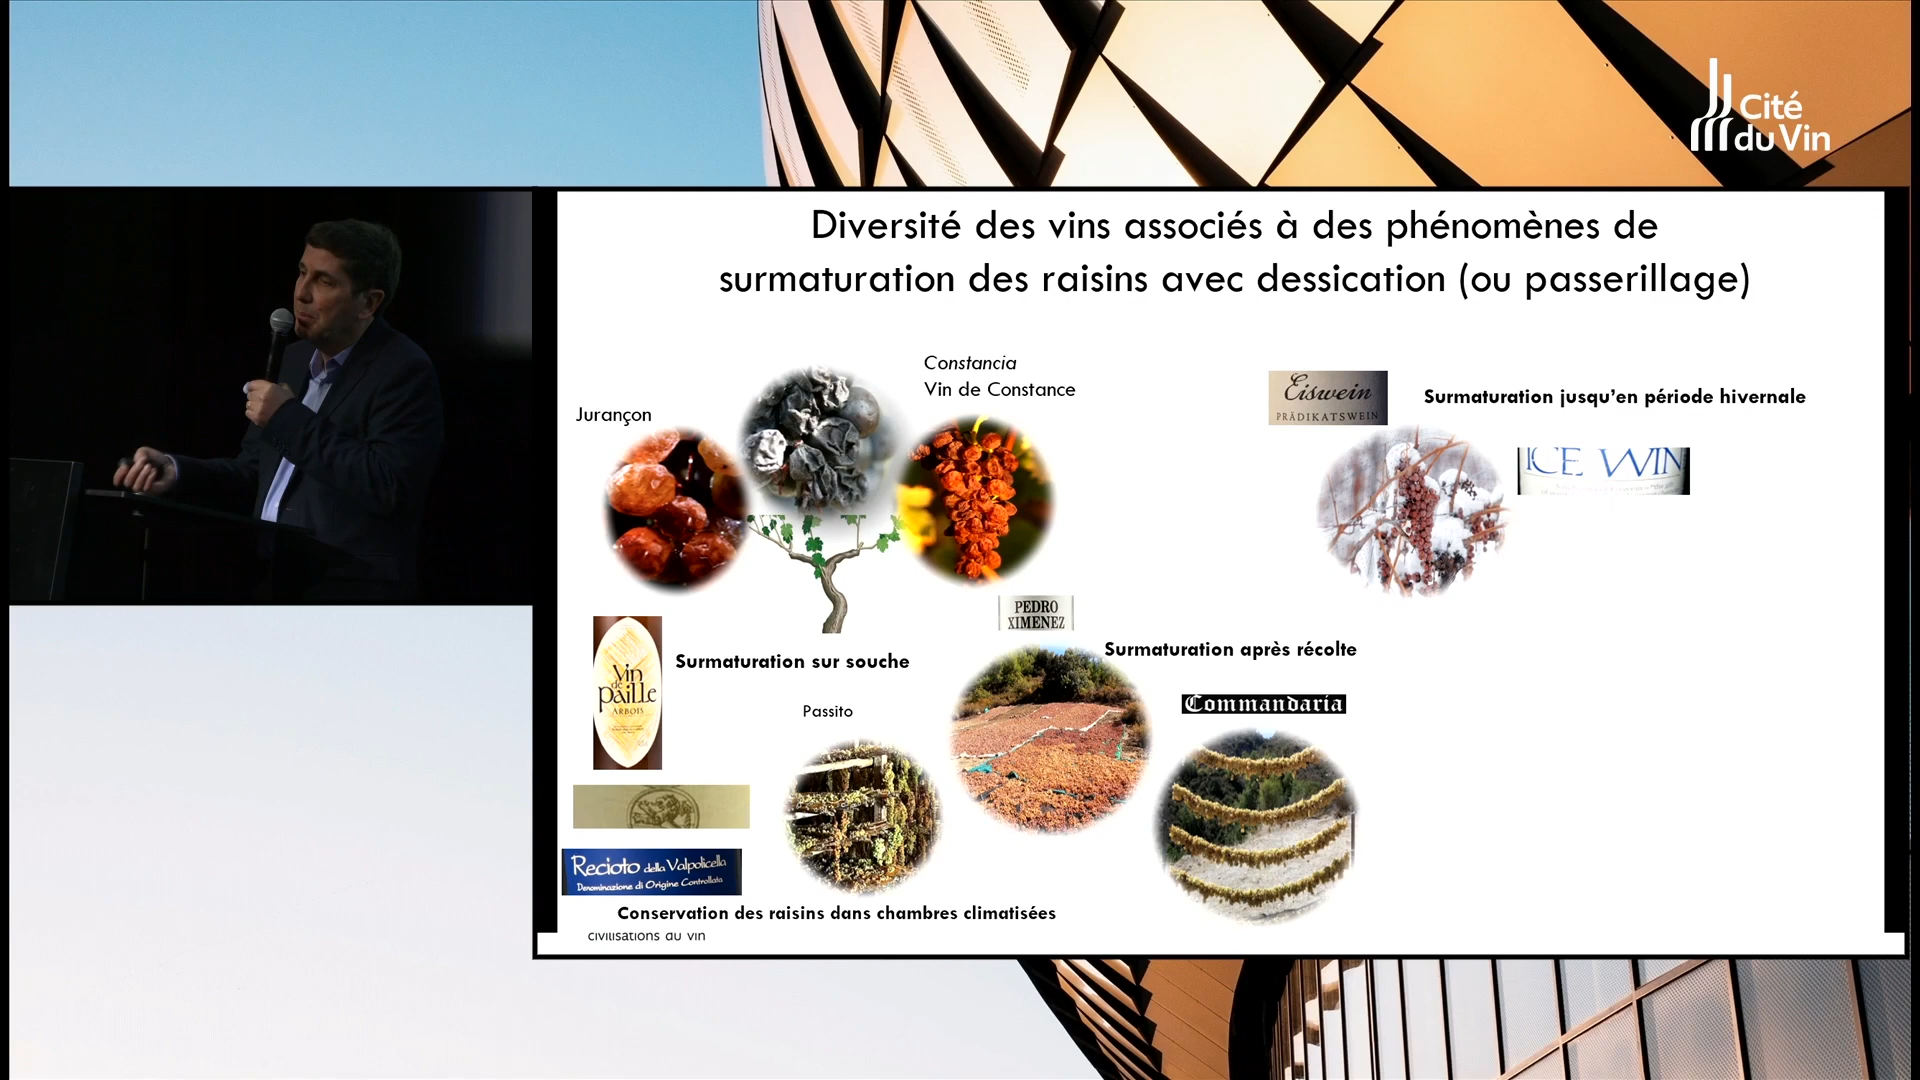 Cité
du Vin
Diversité des vins associés à des phénomènes de
surmaturation des raisins avec dessication (ou passerillage)
Constancia
Vin de Constance
Jurançon
Eiswein
PRÄDIKATSWEIN
Surmaturation jusqu'en période hivernale
ICE WIN
PEDRO
XIMENEZ
Surmaturation après récolte
Vin
de
Paille
ARBOIS
Surmaturation sur souche
Commandaria
Passito
Recioto della Valpolicella
Denominazione di Origine Controllata
Conservation des raisins dans chambres climatisées
civilisations du vin